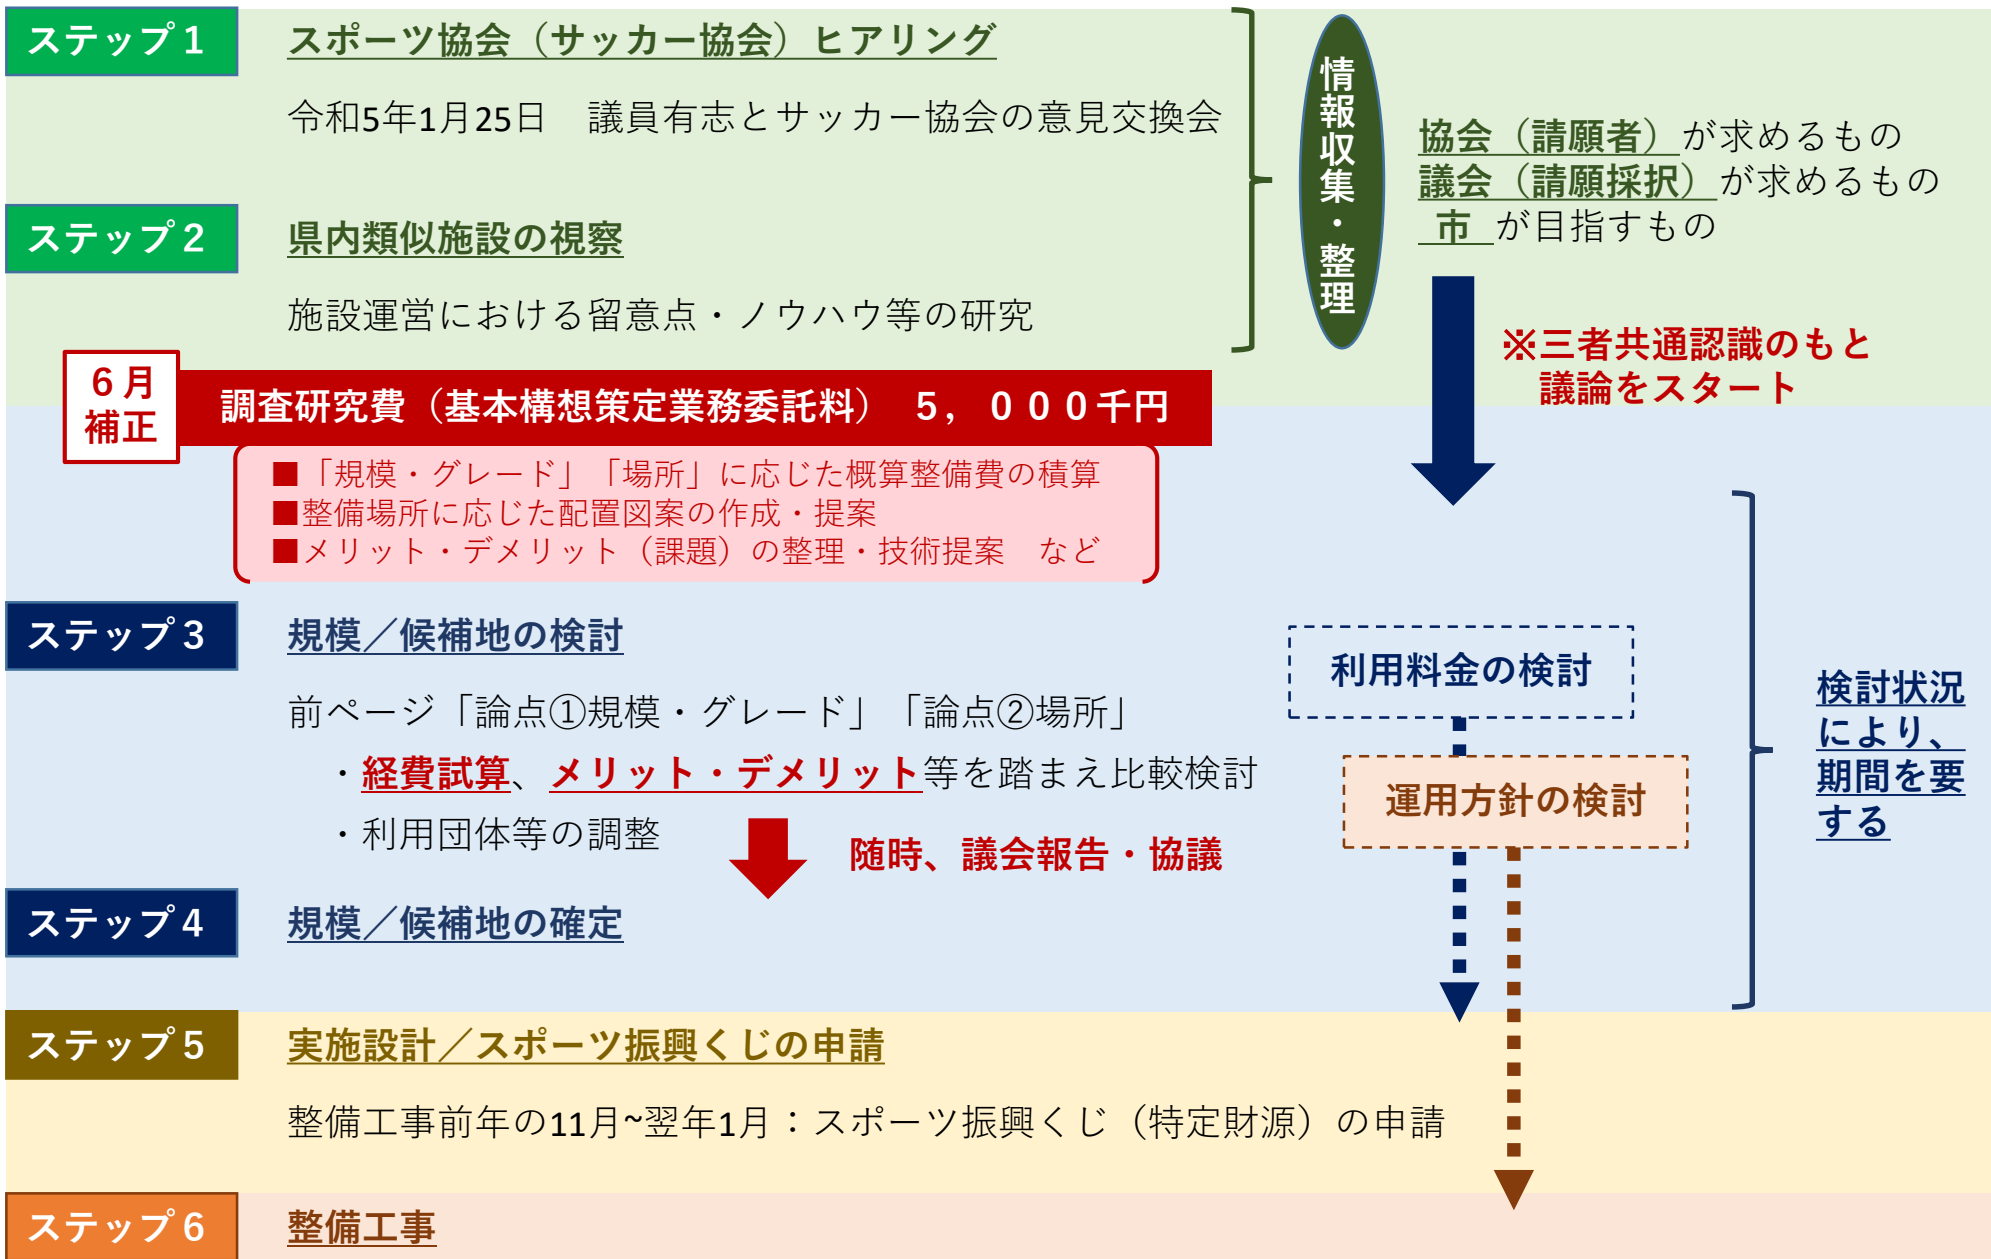 ステップ１
スポーツ協会（サッカー協会）ヒアリング
令和5年1月25日　議員有志とサッカー協会の意見交換会
ステップ２
県内類似施設の視察
施設運営における留意点・ノウハウ等の研究
情報収集・整理
協会（請願者）が求めるもの
議会（請願採択）が求めるもの
市 が目指すもの
※三者共通認識のもと
議論をスタート
６月
補正
調査研究費（基本構想策定業務委託料）　５，０００千円
■「規模・グレード」「場所」に応じた概算整備費の積算
■整備場所に応じた配置図案の作成・提案
■メリット・デメリット（課題）の整理・技術提案　など
ステップ３
規模／候補地の検討
前ページ「論点①規模・グレード」「論点②場所」
・経費試算、メリット・デメリット等を踏まえ比較検討
・利用団体等の調整
随時、議会報告・協議
利用料金の検討
運用方針の検討
検討状況
により、
期間を要
する
ステップ４
規模／候補地の確定
ステップ５
実施設計／スポーツ振興くじの申請
整備工事前年の11月~翌年1月：スポーツ振興くじ（特定財源）の申請
ステップ６
整備工事